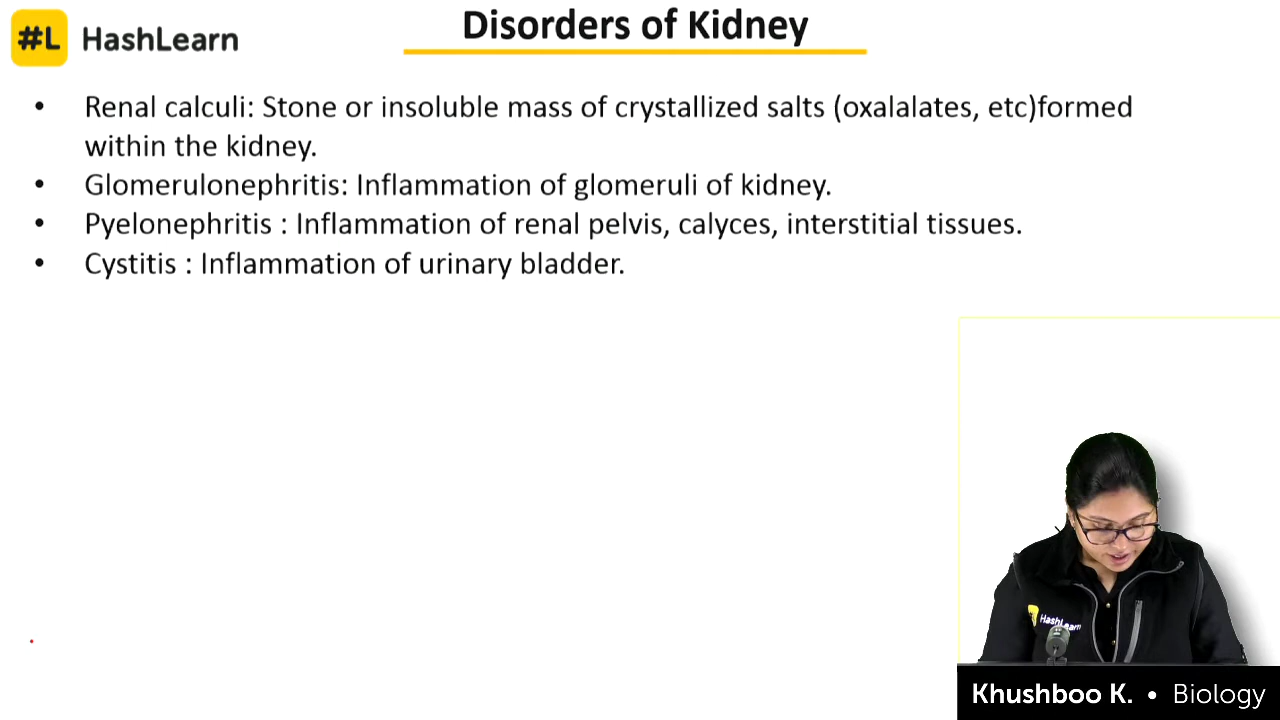 #L HashLearn
Disorders of Kidney
• Renal calculi: Stone or insoluble mass of crystallized salts (oxalalates, etc)formed
within the kidney.
• Glomerulonephritis: Inflammation of glomeruli of kidney.
• Pyelonephritis : Inflammation of renal pelvis, calyces, interstitial tissues.
• Cystitis : Inflammation of urinary bladder.
HashLearn
Khushboo K. • Biology